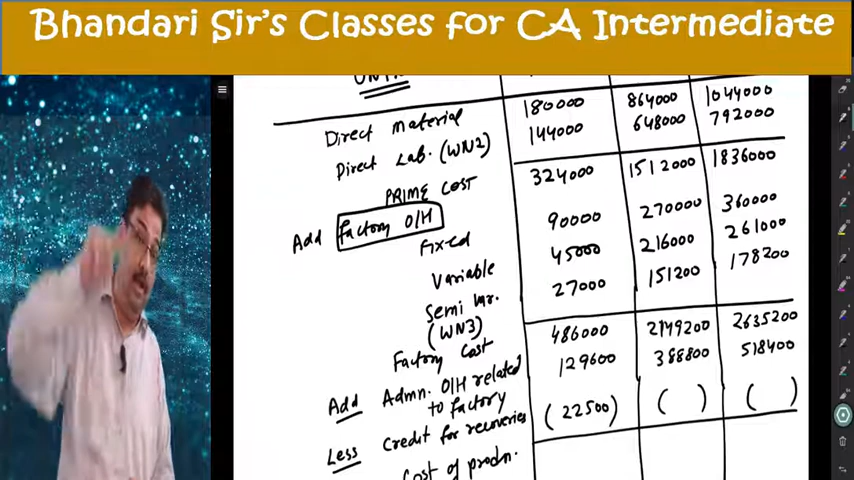 Bhandari Sir's Classes for CA Intermediate
Direct Material 180000 864000 1044000
Direct Lab. (WN2) 144000 648000 792000
PRIME COST 324000 1512000 1836000
Add Factory O/H
Fixed 90000 270000 360000
Variable 45000 216000 261000
Semi Var. 27000 151200 178200
(WN3)
Factory Cost 486000 2149200 2635200
Add Admn. O/H related 129600 388800 518400
to factory
Less Credit for recoveries (22500) ( ) ( )
Cost of prodn.